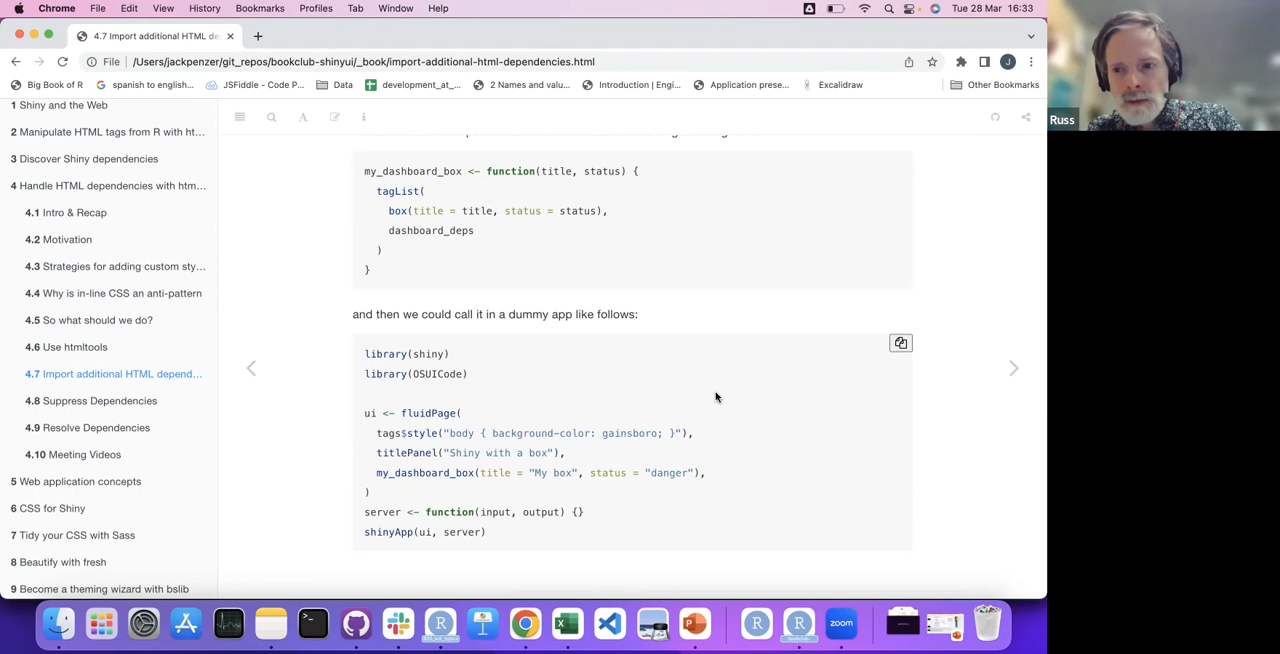 Chrome File Edit View History Bookmarks Profiles Tab Window Help Tue 28 Mar 16:33
4.7 Import additional HTML de
File /Users/jackpenzer/git_repos/bookclub-shinyui/_book/import-additional-html-dependencies.html J
Big Book of R spanish to english... JSFiddle - Code P... Data development_at_... 2 Names and valu... Introduction | Engi... Application prese... Excalidraw Other Bookmarks
1 Shiny and the Web
2 Manipulate HTML tags from R with ht...
3 Discover Shiny dependencies
4 Handle HTML dependencies with htm...
4.1 Intro & Recap
4.2 Motivation
4.3 Strategies for adding custom sty...
4.4 Why is in-line CSS an anti-pattern
4.5 So what should we do?
4.6 Use htmltools
4.7 Import additional HTML depend...
4.8 Suppress Dependencies
4.9 Resolve Dependencies
4.10 Meeting Videos
5 Web application concepts
6 CSS for Shiny
7 Tidy your CSS with Sass
8 Beautify with fresh
9 Become a theming wizard with bslib
my_dashboard_box <- function(title, status) {
tagList(
box(title = title, status = status),
dashboard_deps
)
}
and then we could call it in a dummy app like follows:
library(shiny)
library(OSUICode)
ui <- fluidPage(
tags$style("body { background-color: gainsboro; }"),
titlePanel("Shiny with a box"),
my_dashboard_box(title = "My box", status = "danger"),
)
server <- function(input, output) {}
shinyApp(ui, server)
Russ
zoom